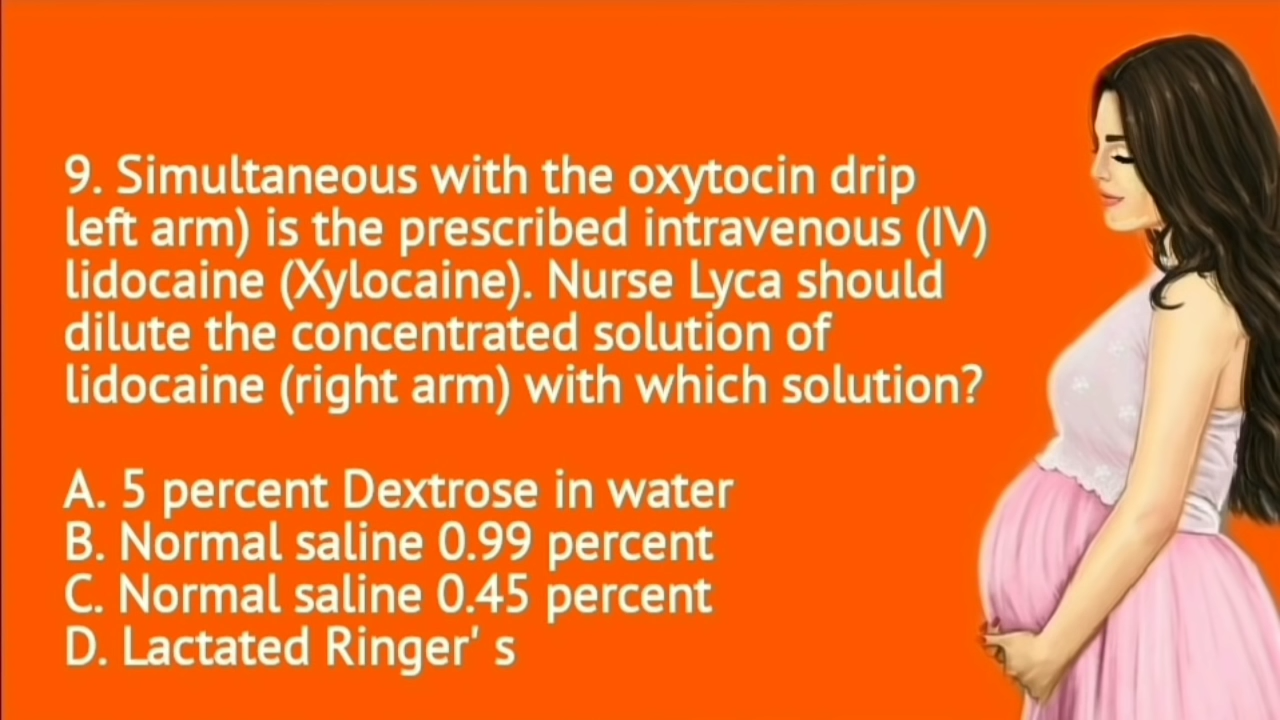 9. Simultaneous with the oxytocin drip
left arm) is the prescribed intravenous (IV)
lidocaine (Xylocaine). Nurse Lyca should
dilute the concentrated solution of
lidocaine (right arm) with which solution?
A. 5 percent Dextrose in water
B. Normal saline 0.99 percent
C. Normal saline 0.45 percent
D. Lactated Ringer' s